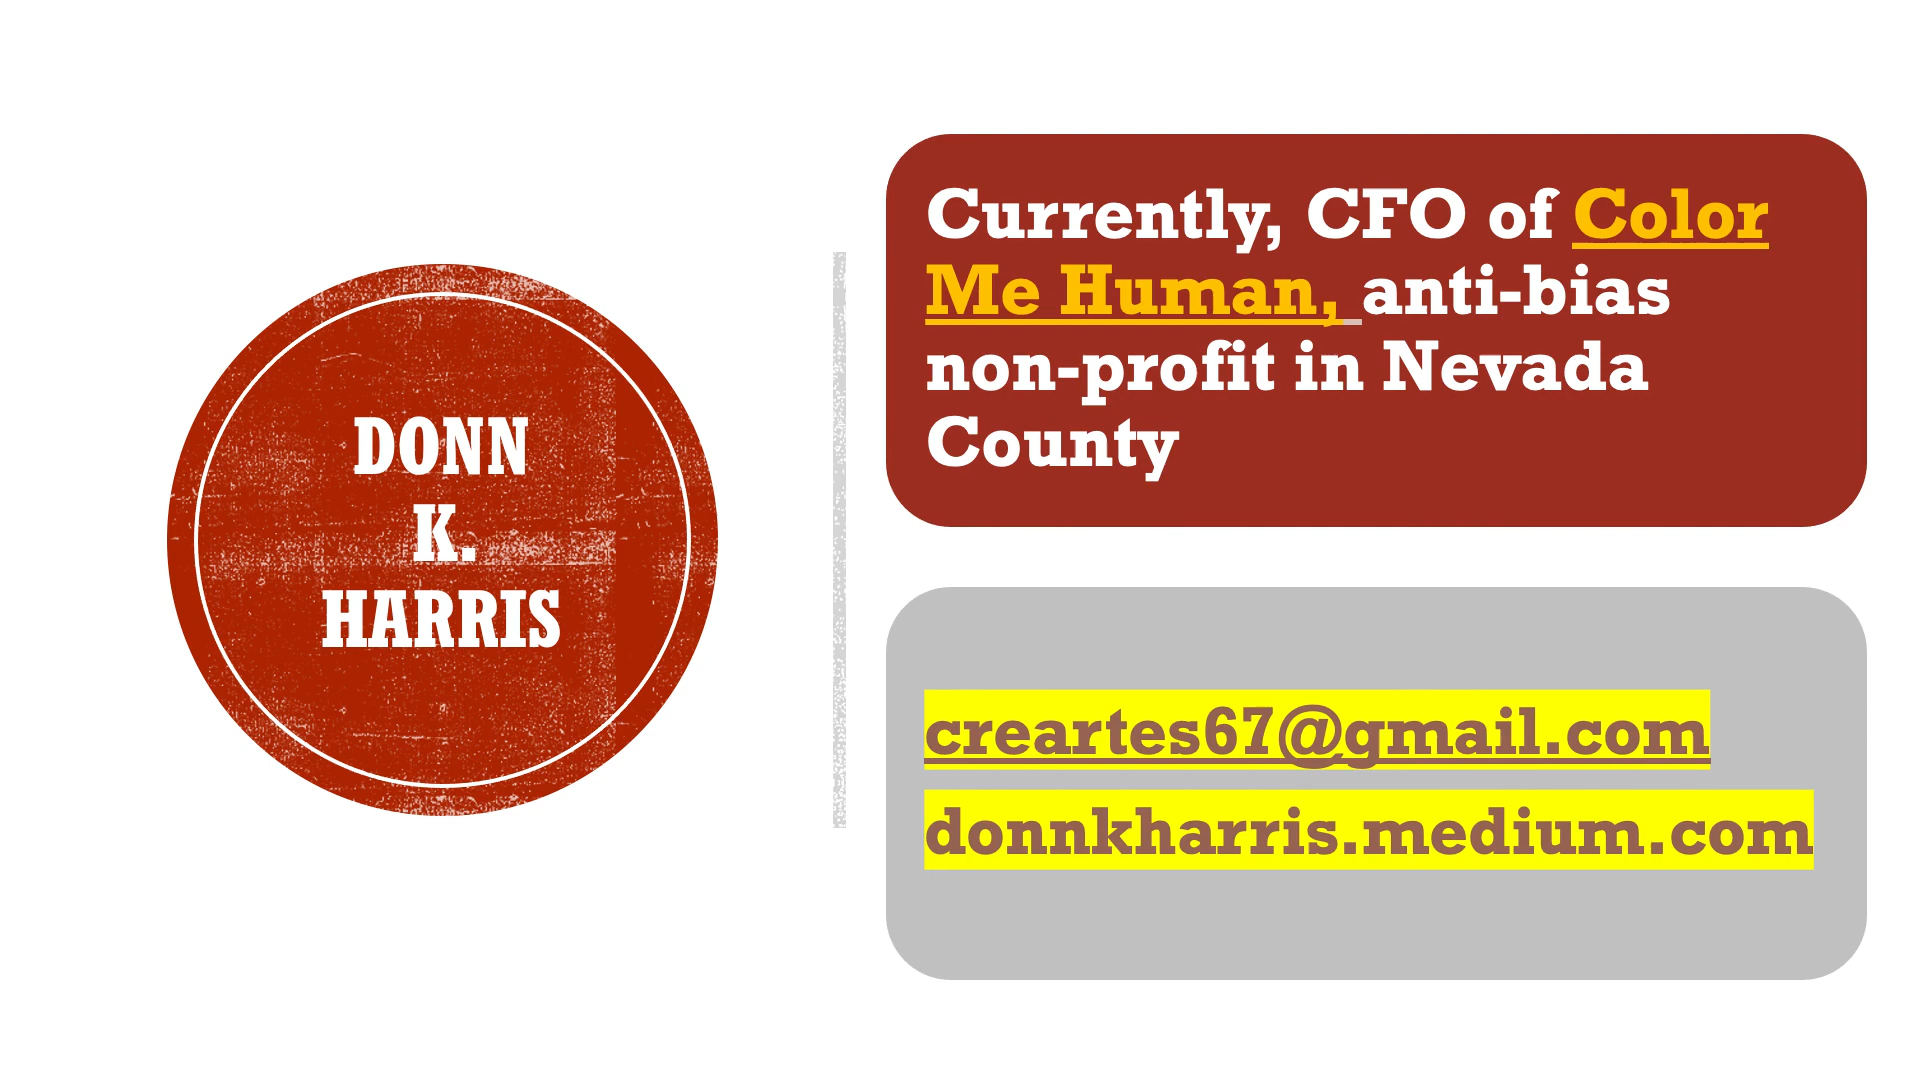 DONN
K.
HARRIS
Currently, CFO of Color
Me Human, anti-bias
non-profit in Nevada
County
creartes67@gmail.com
donnkharris.medium.com